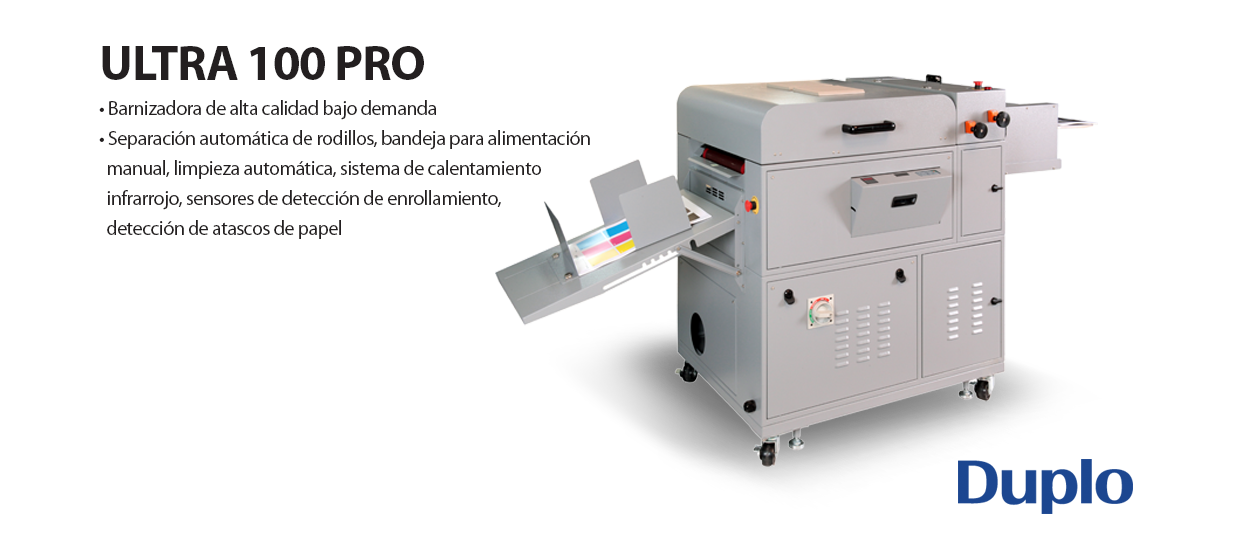 ULTRA 100 PRO
• Barnizadora de alta calidad bajo demanda
• Separación automática de rodillos, bandeja para alimentación
manual, limpieza automática, sistema de calentamiento
infrarrojo, sensores de detección de enrollamiento,
detección de atascos de papel
Duplo